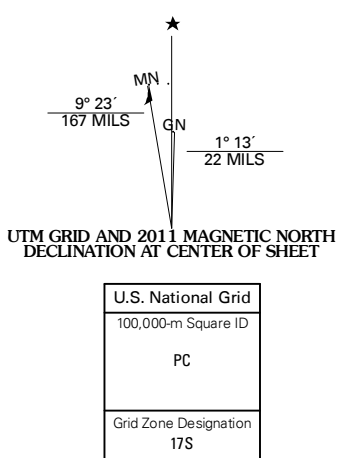 MN
9° 23´
167 MILS
GN
1° 13´
22 MILS
UTM GRID AND 2011 MAGNETIC NORTH
DECLINATION AT CENTER OF SHEET
U.S. National Grid
100,000-m Square ID
PC
Grid Zone Designation
17S